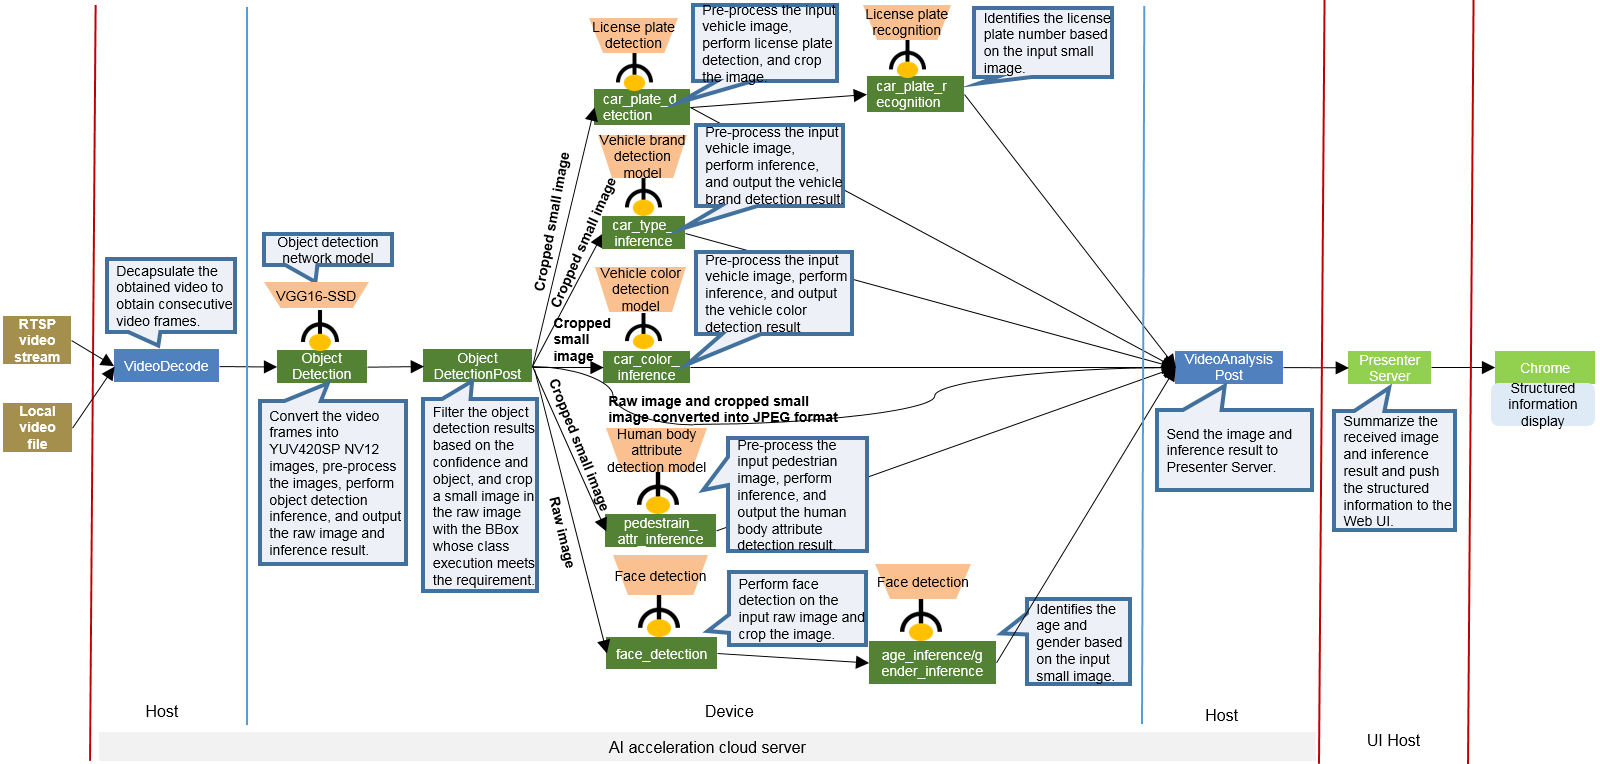 RTSP
video
stream
Local
video
file
Decapsulate the
obtained video to
obtain consecutive
video frames.
VideoDecode
Object detection
network model
VGG16-SSD
Object
Detection
Convert the video
frames into
YUV420SP NV12
images, pre-process
the images, perform
object detection
inference, and output
the raw image and
inference result.
Object
DetectionPost
Filter the object
detection results
based on the
confidence and
object, and crop
a small image in
the raw image
with the BBox
whose class
execution meets
the requirement.
Cropped small image
Cropped small image
Cropped
small
image
Raw image and cropped small
image converted into JPEG format
Cropped small image
Raw image
License plate
detection
car_plate_d
etection
Pre-process the input
vehicle image,
perform license plate
detection, and crop
the image.
License plate
recognition
car_plate_r
ecognition
Identifies the license
plate number based
on the input small
image.
Vehicle brand
detection
model
car_type_
inference
Pre-process the input
vehicle image,
perform inference,
and output the vehicle
brand detection result
Vehicle color
detection
model
car_color_
inference
Pre-process the input
vehicle image, perform
inference, and output
the vehicle color
detection result
Human body
attribute
detection model
pedestrain_
attr_inference
Pre-process the
input pedestrian
image, perform
inference, and
output the human
body attribute
detection result.
Face detection
face_detection
Perform face
detection on the
input raw image and
crop the image.
Face detection
age_inference/g
ender_inference
Identifies the
age and
gender based
on the input
small image.
VideoAnalysis
Post
Send the image and
inference result to
Presenter Server.
Presenter
Server
Summarize the
received image
and inference
result and push
the structured
information to the
Web UI.
Chrome
Structured
information
display
Host
Device
Host
AI acceleration cloud server
UI Host